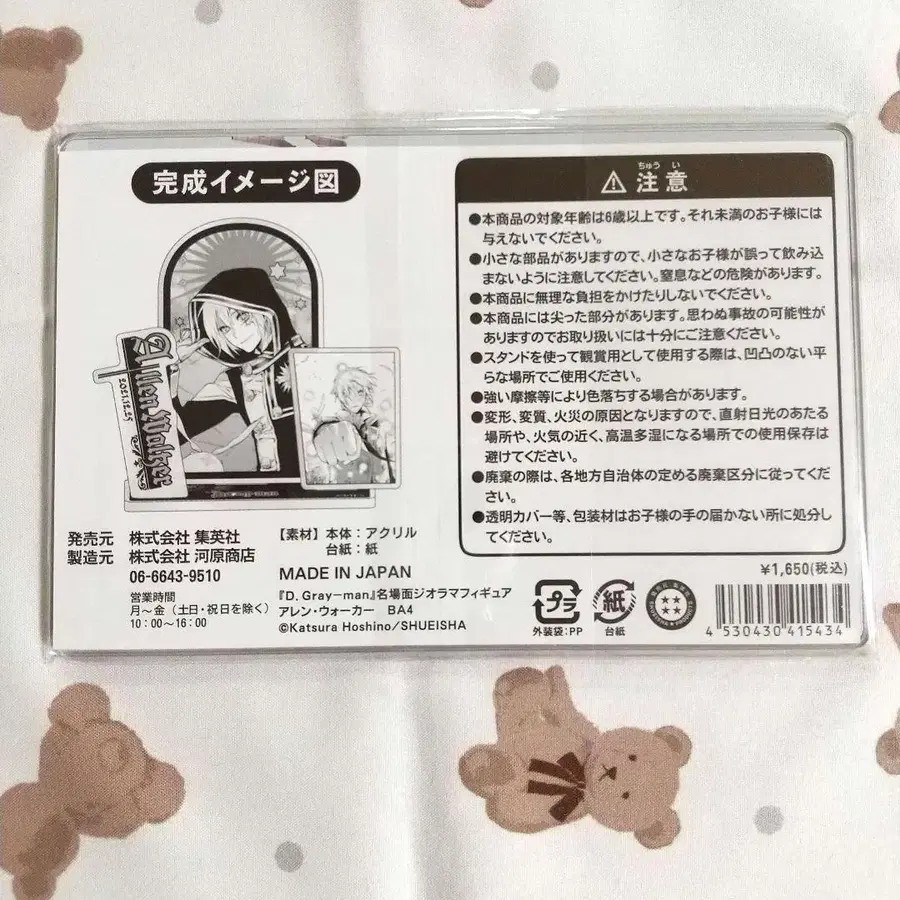 完成イメージ図
Allen Walker
2021.12.25
発売元 株式会社 集英社
製造元 株式会社 河原商店
06-6643-9510
営業時間
月〜金（土日・祝日を除く）
10：00〜16：00
【素材】本体：アクリル
台紙：紙
MADE IN JAPAN
『D. Gray−man』名場面ジオラマフィギュア
アレン・ウォーカー BA4
©Katsura Hoshino/SHUEISHA
ちゅう い
注意
●本商品の対象年齢は6歳以上です。それ未満のお子様には
与えないでください。
●小さな部品がありますので、小さなお子様が誤って飲み込
まないように注意してください。窒息などの危険があります。
●本商品に無理な負担をかけたりしないでください。
●本商品には尖った部分があります。思わぬ事故の可能性が
ありますのでお取り扱いには十分にご注意ください。
●スタンドを使って観賞用として使用する際は、凹凸のない平
らな場所でご使用ください。
●強い摩擦等により色落ちする場合があります。
●変形、変質、火災の原因となりますので、直射日光のあたる
場所や、火気の近く、高温多湿になる場所での使用保存は
避けてください。
●廃棄の際は、各地方自治体の定める廃棄区分に従ってくだ
さい。
●透明カバー等、包装材はお子様の手の届かない所に処分し
てください。
¥1,650(税込)
プラ
外装袋：PP
紙
台紙
4 530430 415434